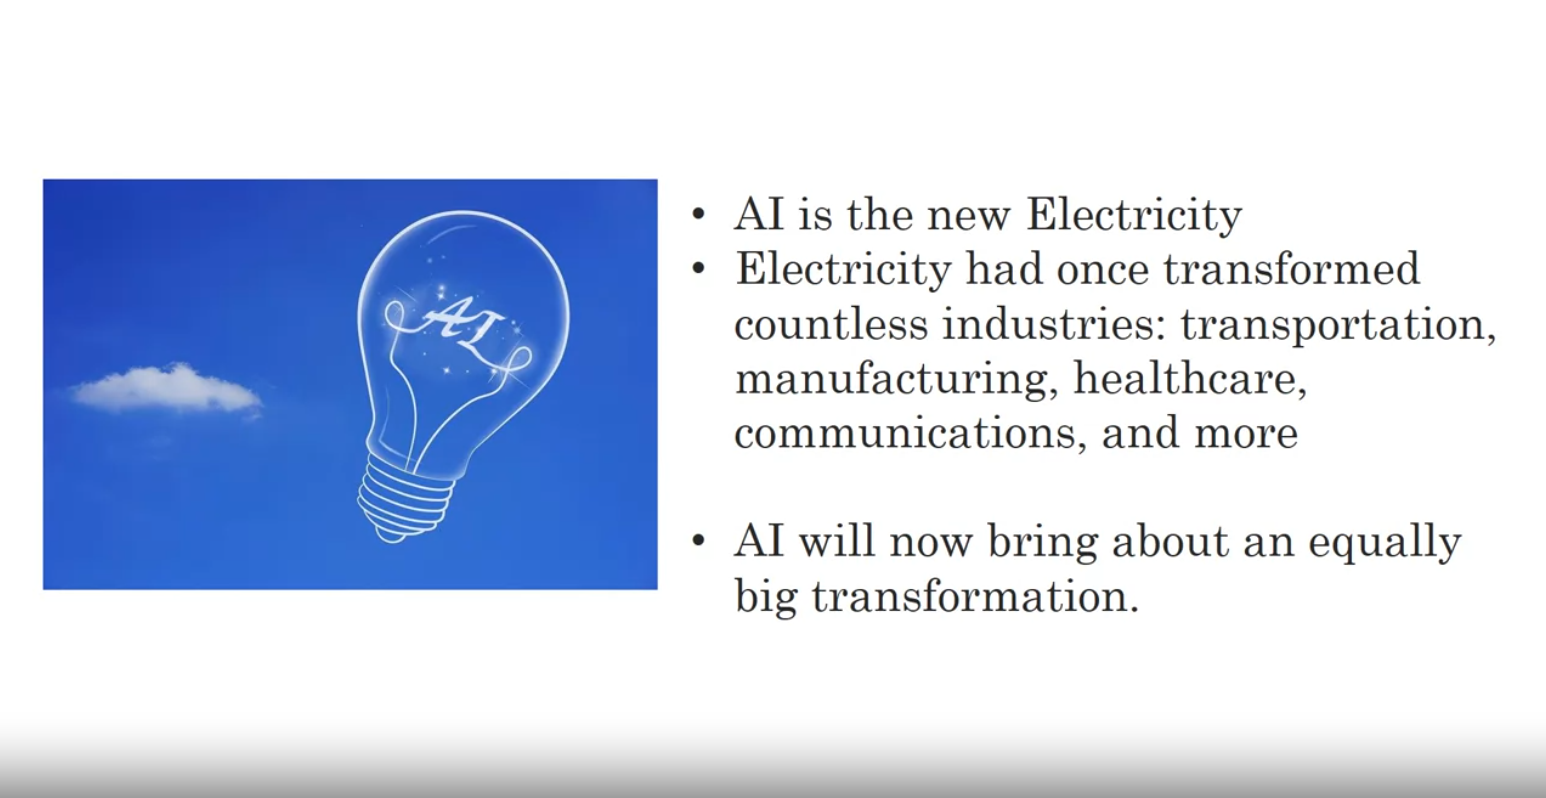 AI
• AI is the new Electricity
• Electricity had once transformed
countless industries: transportation,
manufacturing, healthcare,
communications, and more
• AI will now bring about an equally
big transformation.